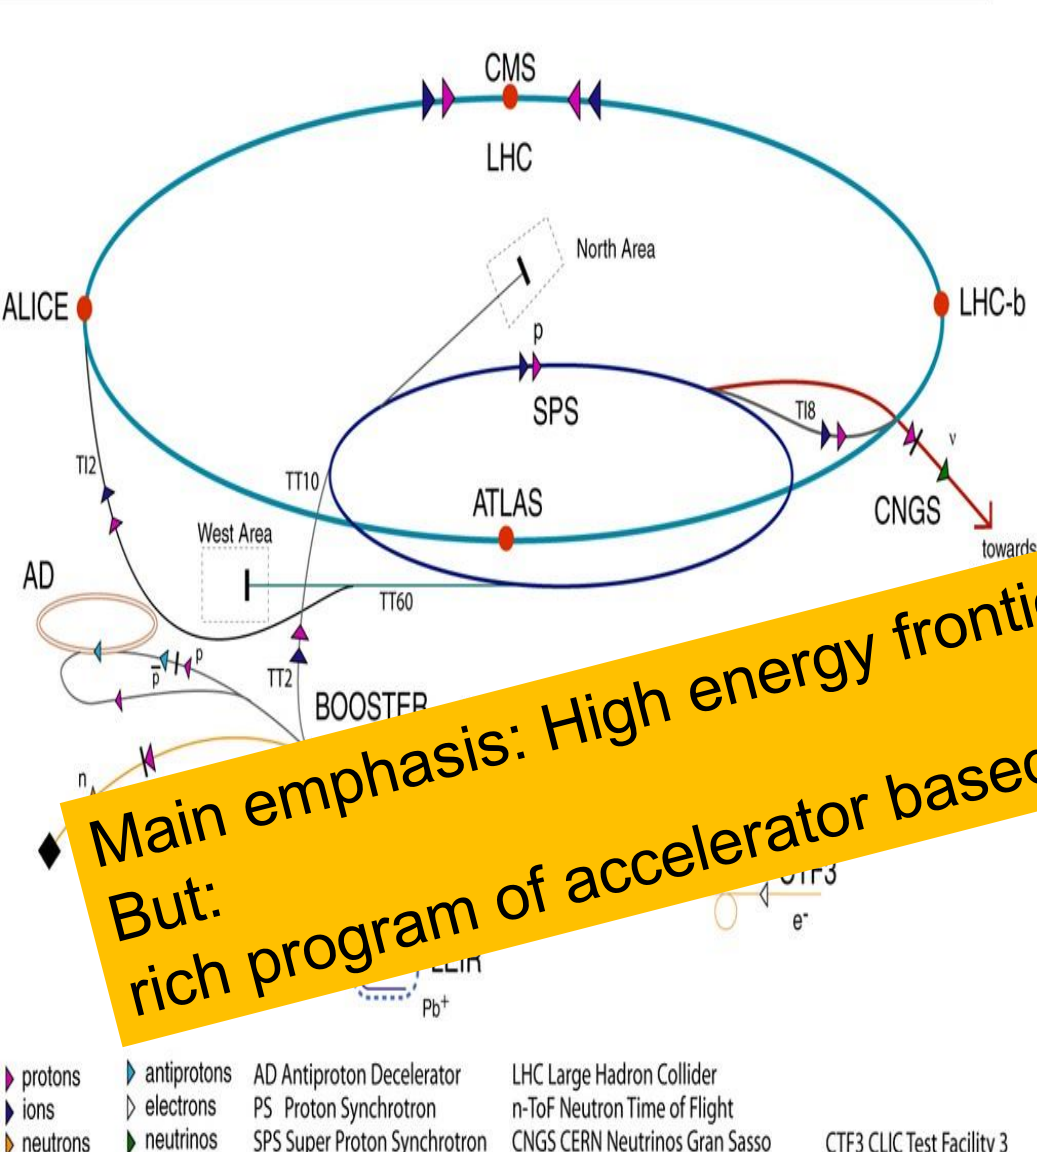 CMS
LHC
North Area
ALICE
LHC-b
p
SPS
TI8
ν
TI2
TT10
ATLAS
CNGS
West Area
towards
AD
TT60
p
p̅
TT2
BOOSTER
n
Main emphasis: High energy
But:
rich program of accelerator based
CTF3
e-
LEIR
Pb+
protons
antiprotons
AD Antiproton Decelerator
LHC Large Hadron Collider
ions
electrons
PS Proton Synchrotron
n-ToF Neutron Time of Flight
neutrons
neutrinos
SPS Super Proton Synchrotron
CNGS CERN Neutrinos Gran Sasso
CTF3 CLIC Test Facility 3